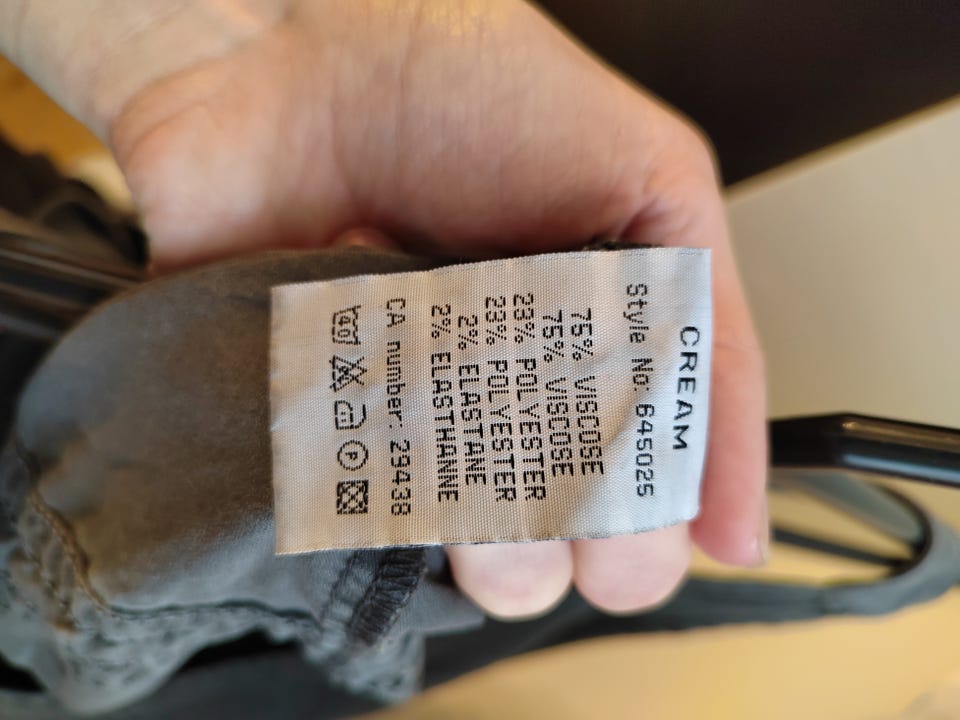 CREAM
Style No. 645025
75% VISCOSE
75% VISCOSE
23% POLYESTER
23% POLYESTER
2% ELASTANE
2% ELASTHANNE
CA number: 29438
40 P